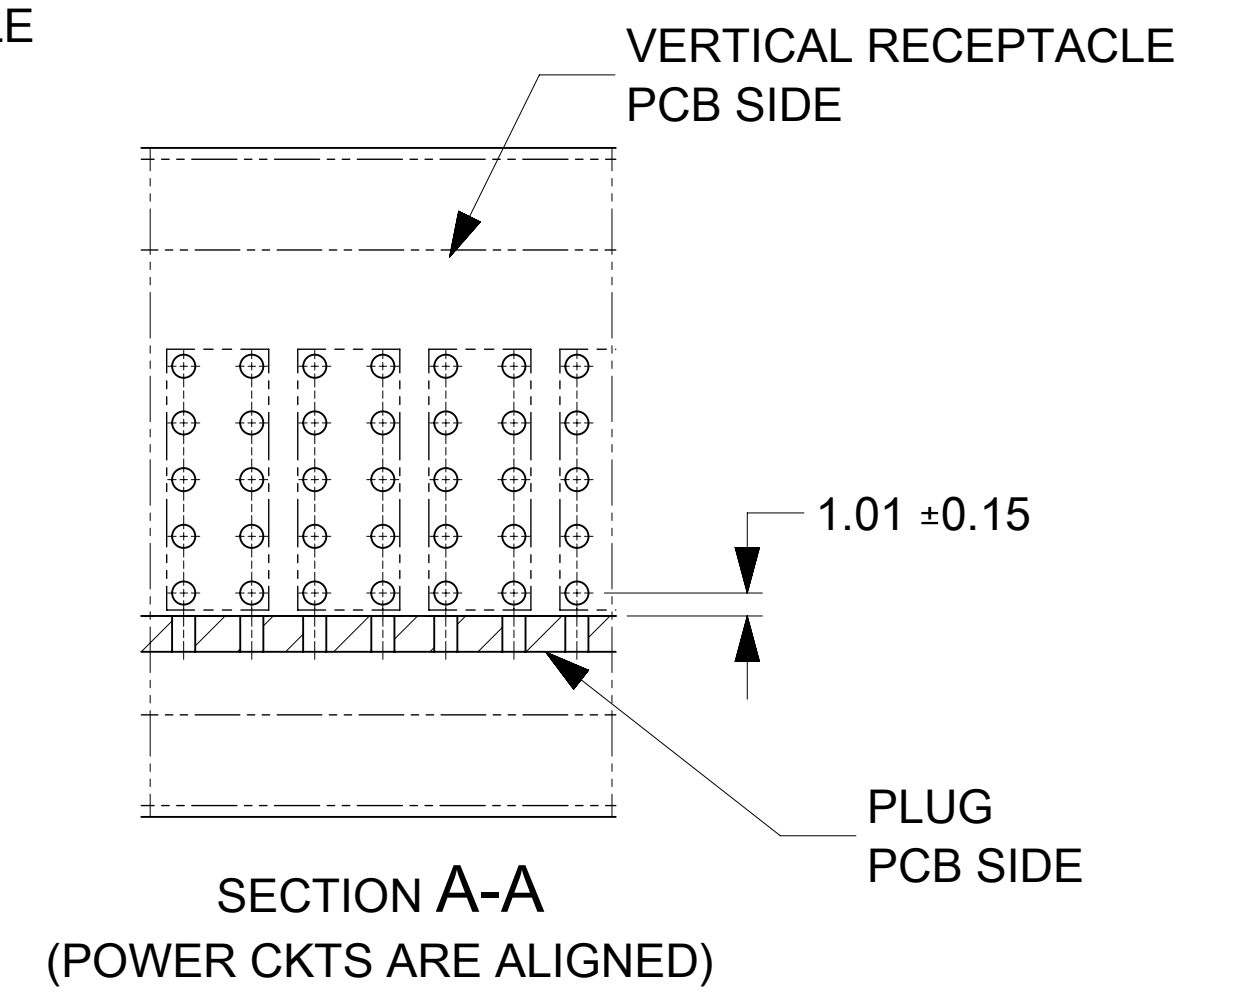 VERTICAL RECEPTACLE
PCB SIDE
1.01 ±0.15
PLUG
PCB SIDE
SECTION A-A
(POWER CKTS ARE ALIGNED)